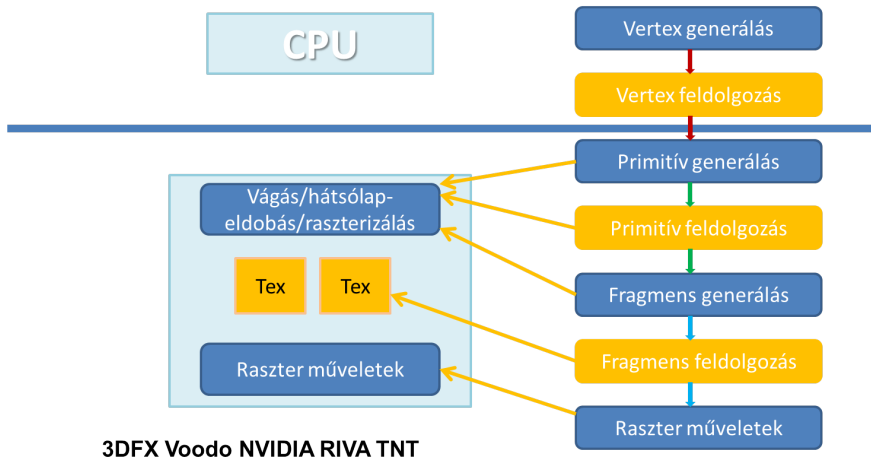 CPU
Vertex generálás
Vertex feldolgozás
Primitív generálás
Vágás/hátsólap-
eldobás/raszterizálás
Primitív feldolgozás
Tex
Tex
Fragmens generálás
Raszter műveletek
Fragmens feldolgozás
Raszter műveletek
3DFX Voodo NVIDIA RIVA TNT